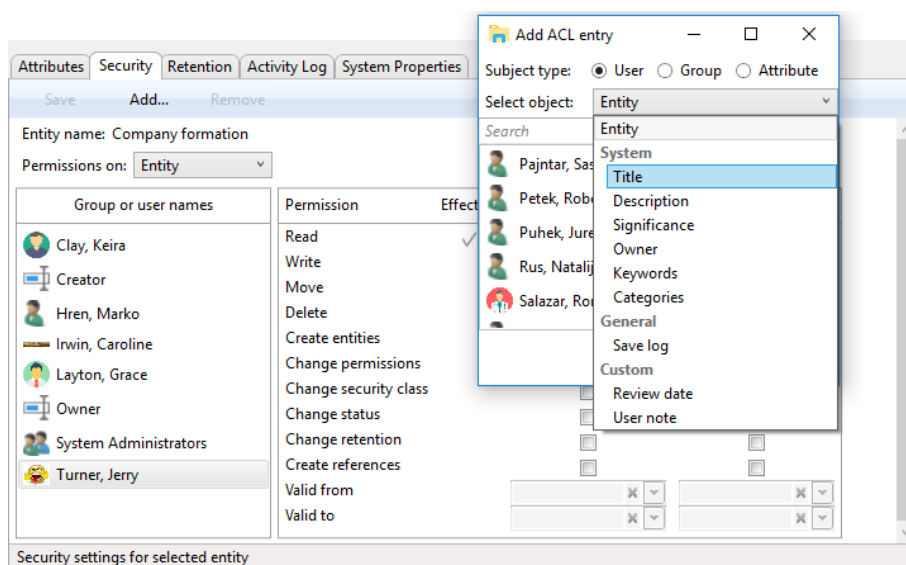 Add ACL entry
Attributes Security Retention Activity Log System Properties
Subject type: User Group Attribute
Save Add... Remove
Select object: Entity
Entity name: Company formation
Search
Entity
Permissions on: Entity
System
Pajntar,
Title
Group or user names
Permission
Petek,
Description
Clay, Keira
Read
Puhek,
Significance
Creator
Write
Rus,
Owner
Hren, Marko
Move
Salazar,
Keywords
Irwin, Caroline
Delete
Categories
Layton, Grace
Create entities
General
Owner
Change permissions
Save log
System Administrators
Change security class
Custom
Turner, Jerry
Change status
Review date
Change retention
User note
Create references
Valid from
Valid to
Security settings for selected entity